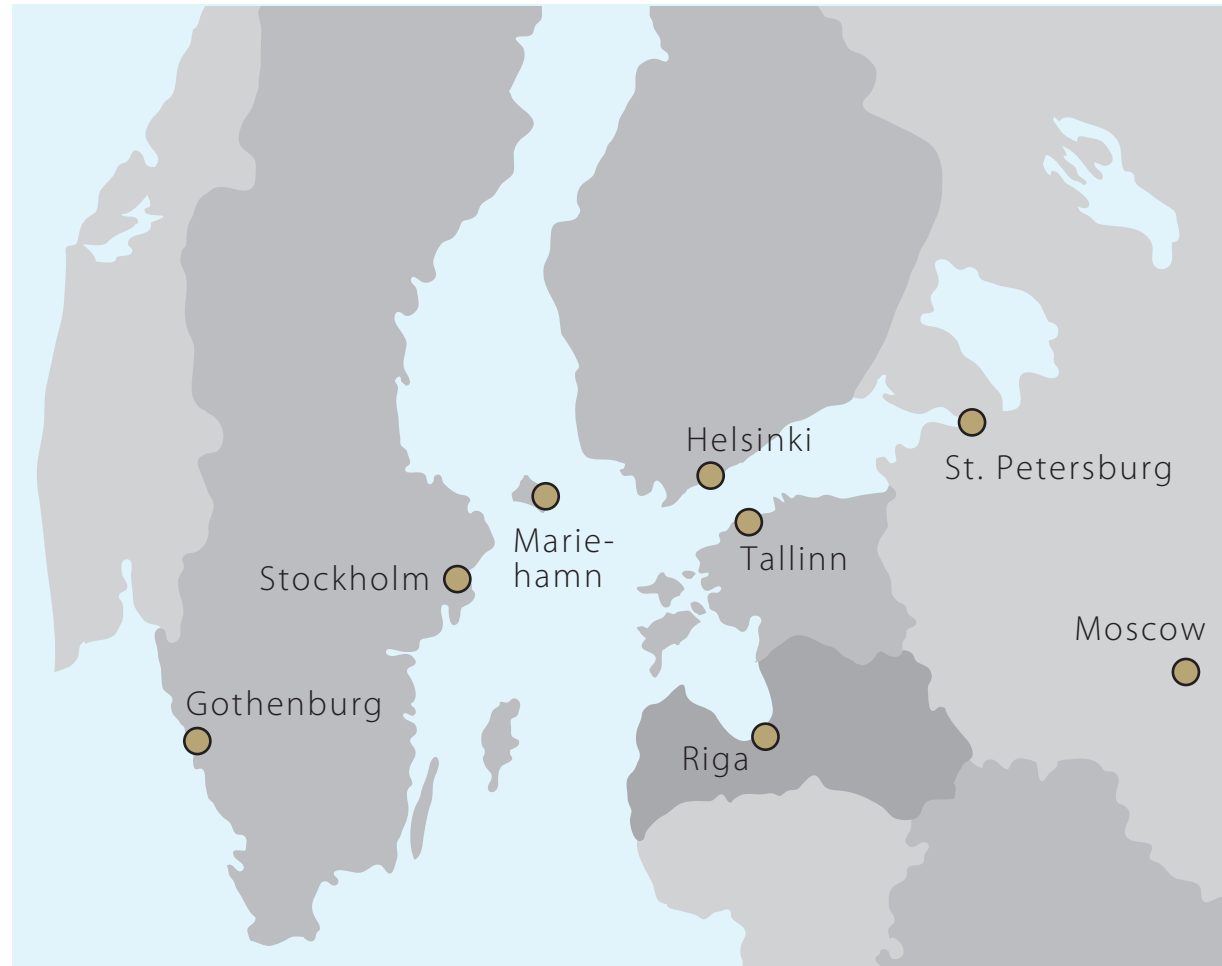 Helsinki
St. Petersburg
Marie-
hamn
Tallinn
Stockholm
Moscow
Gothenburg
Riga